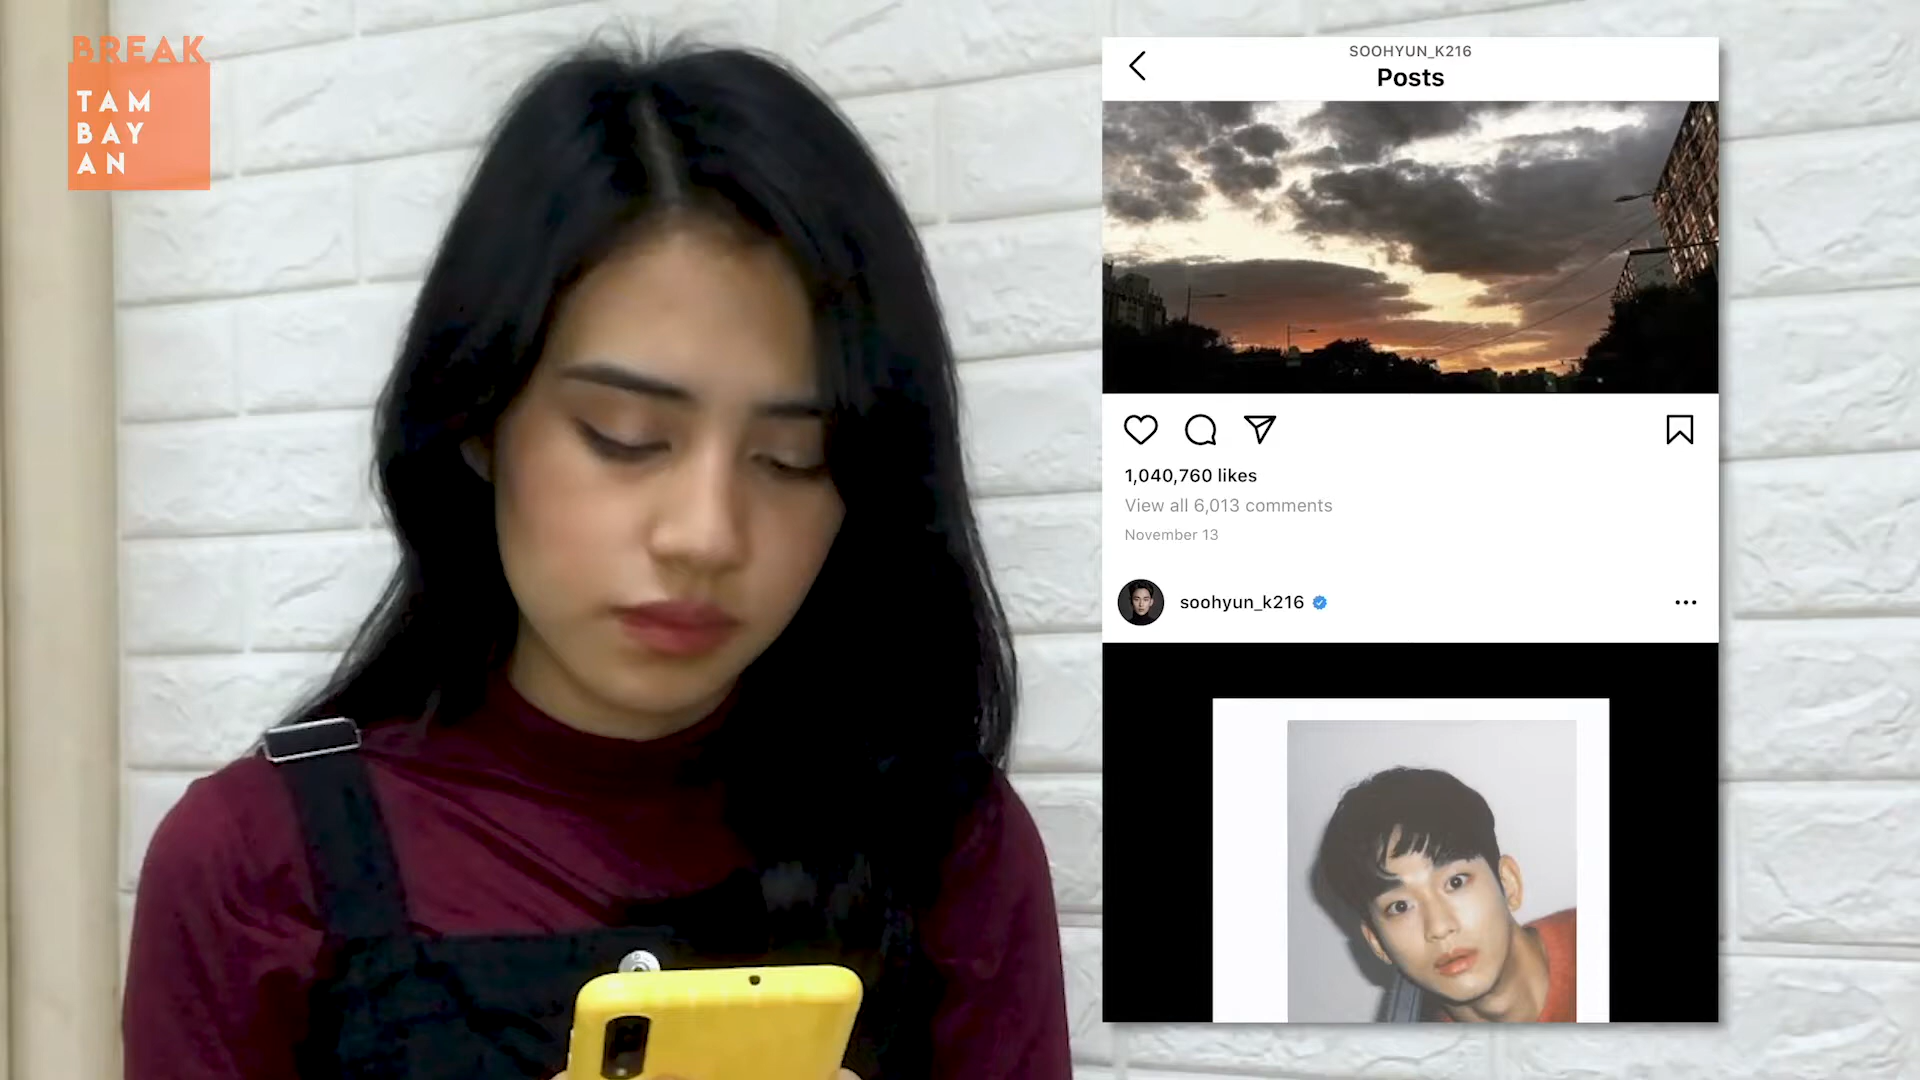 BREAK
TAM
BAY
AN
SOOHYUN_K216
Posts
1,040,760 likes
View all 6,013 comments
November 13
soohyun_k216